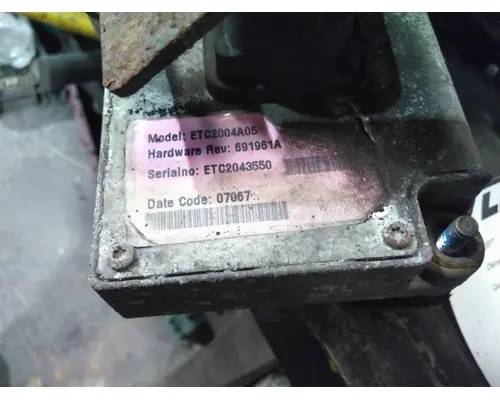 Model: ETC2004A05
Hardware Rev: 691961A
Serialno: ETC2043550
Date Code: 07067